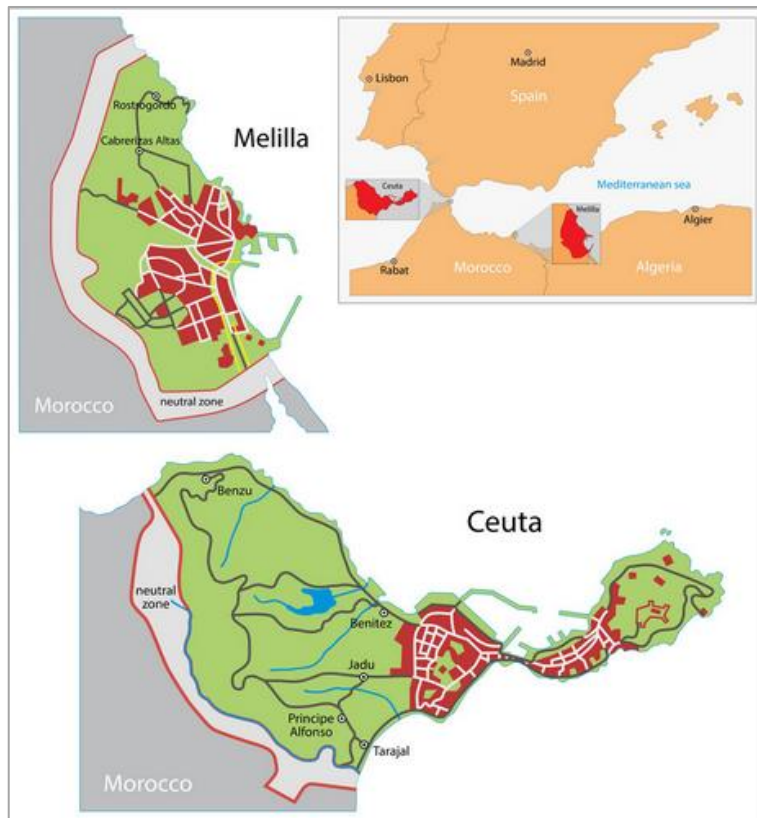 Rostrogordo
Cabrerizas Altas
Melilla
neutral zone
Morocco
Madrid
Lisbon
Spain
Mediterranean sea
Ceuta
Melilla
Algier
Rabat
Morocco
Algeria
Benzu
Ceuta
neutral
zone
Benitez
Jadu
Principe
Alfonso
Tarajal
Morocco